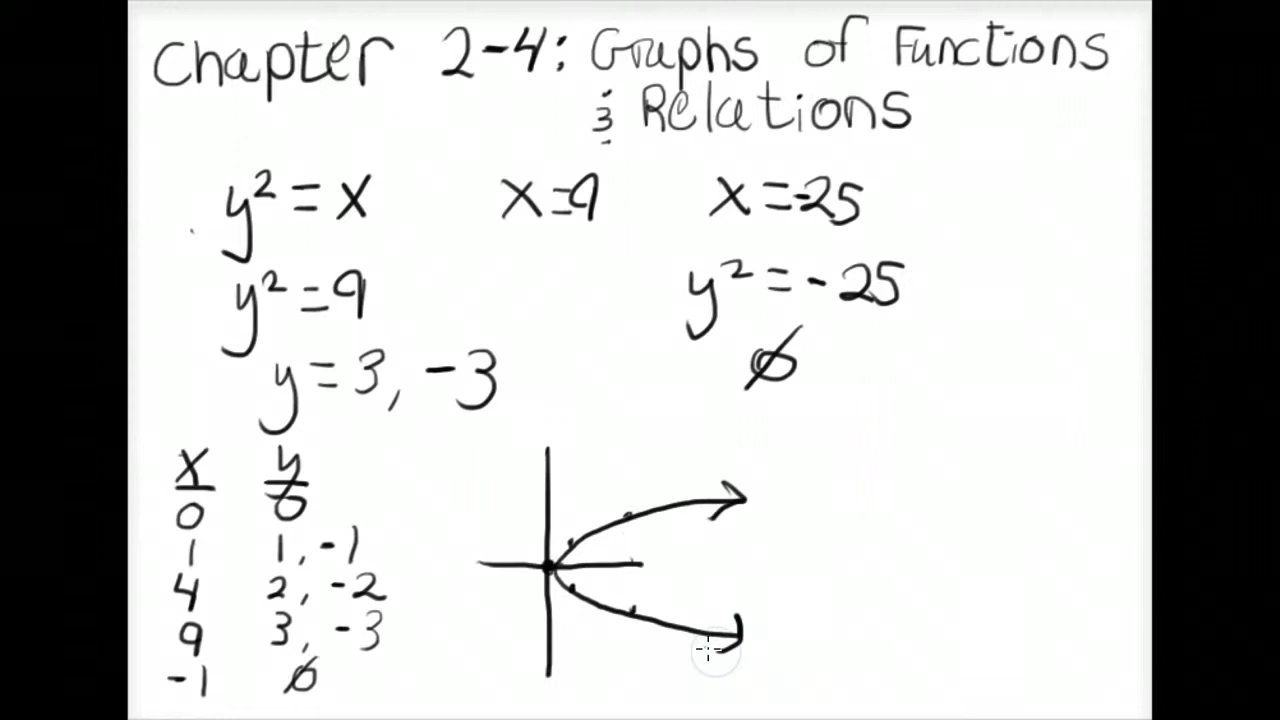 Chapter 2-4: Graphs of Functions
& Relations
y² = x x=9 x=-25
y² = 9 y² = -25
y = 3, -3 ∅
x y
0 0
1 1, -1
4 2, -2
9 3, -3
-1 ∅